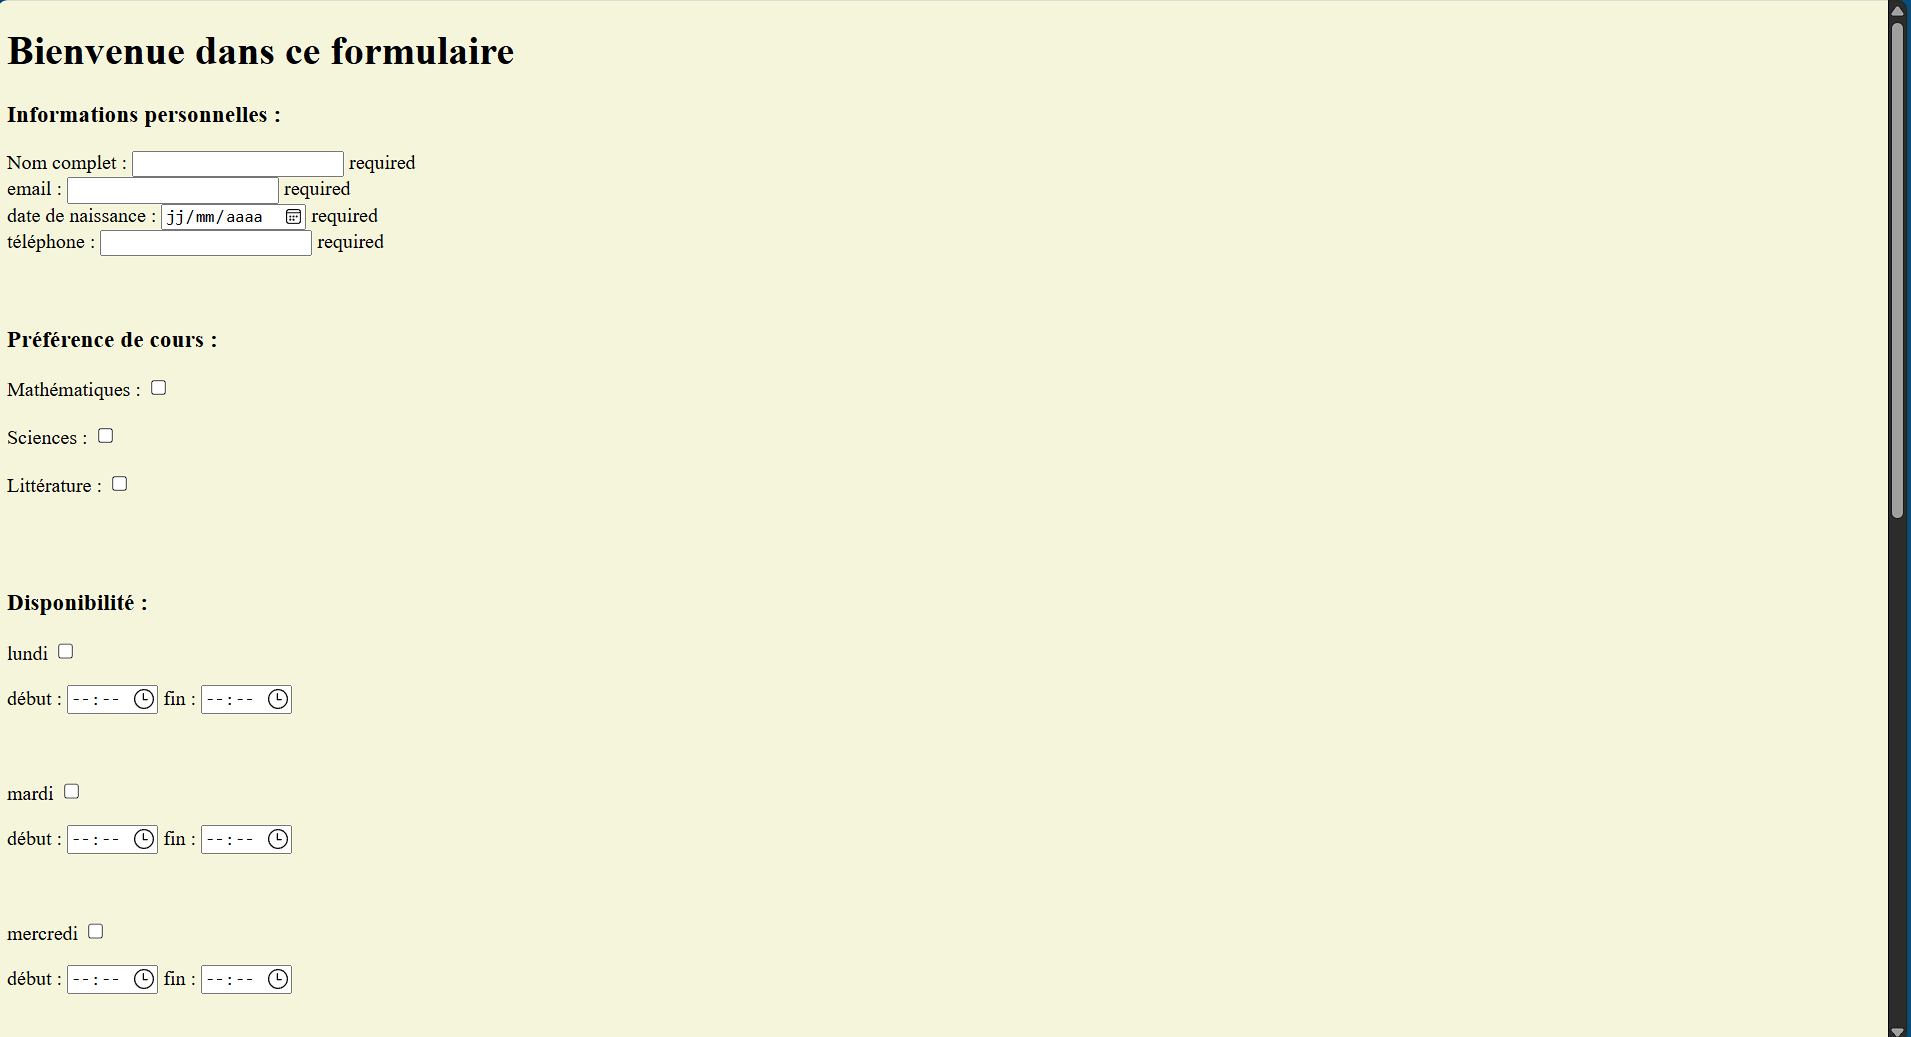 Bienvenue dans ce formulaire
Informations personnelles :
Nom complet : required
email : required
date de naissance : jj/mm/aaaa required
téléphone : required
Préférence de cours :
Mathématiques :
Sciences :
Littérature :
Disponibilité :
lundi
début : --:-- fin : --:--
mardi
début : --:-- fin : --:--
mercredi
début : --:-- fin : --:--